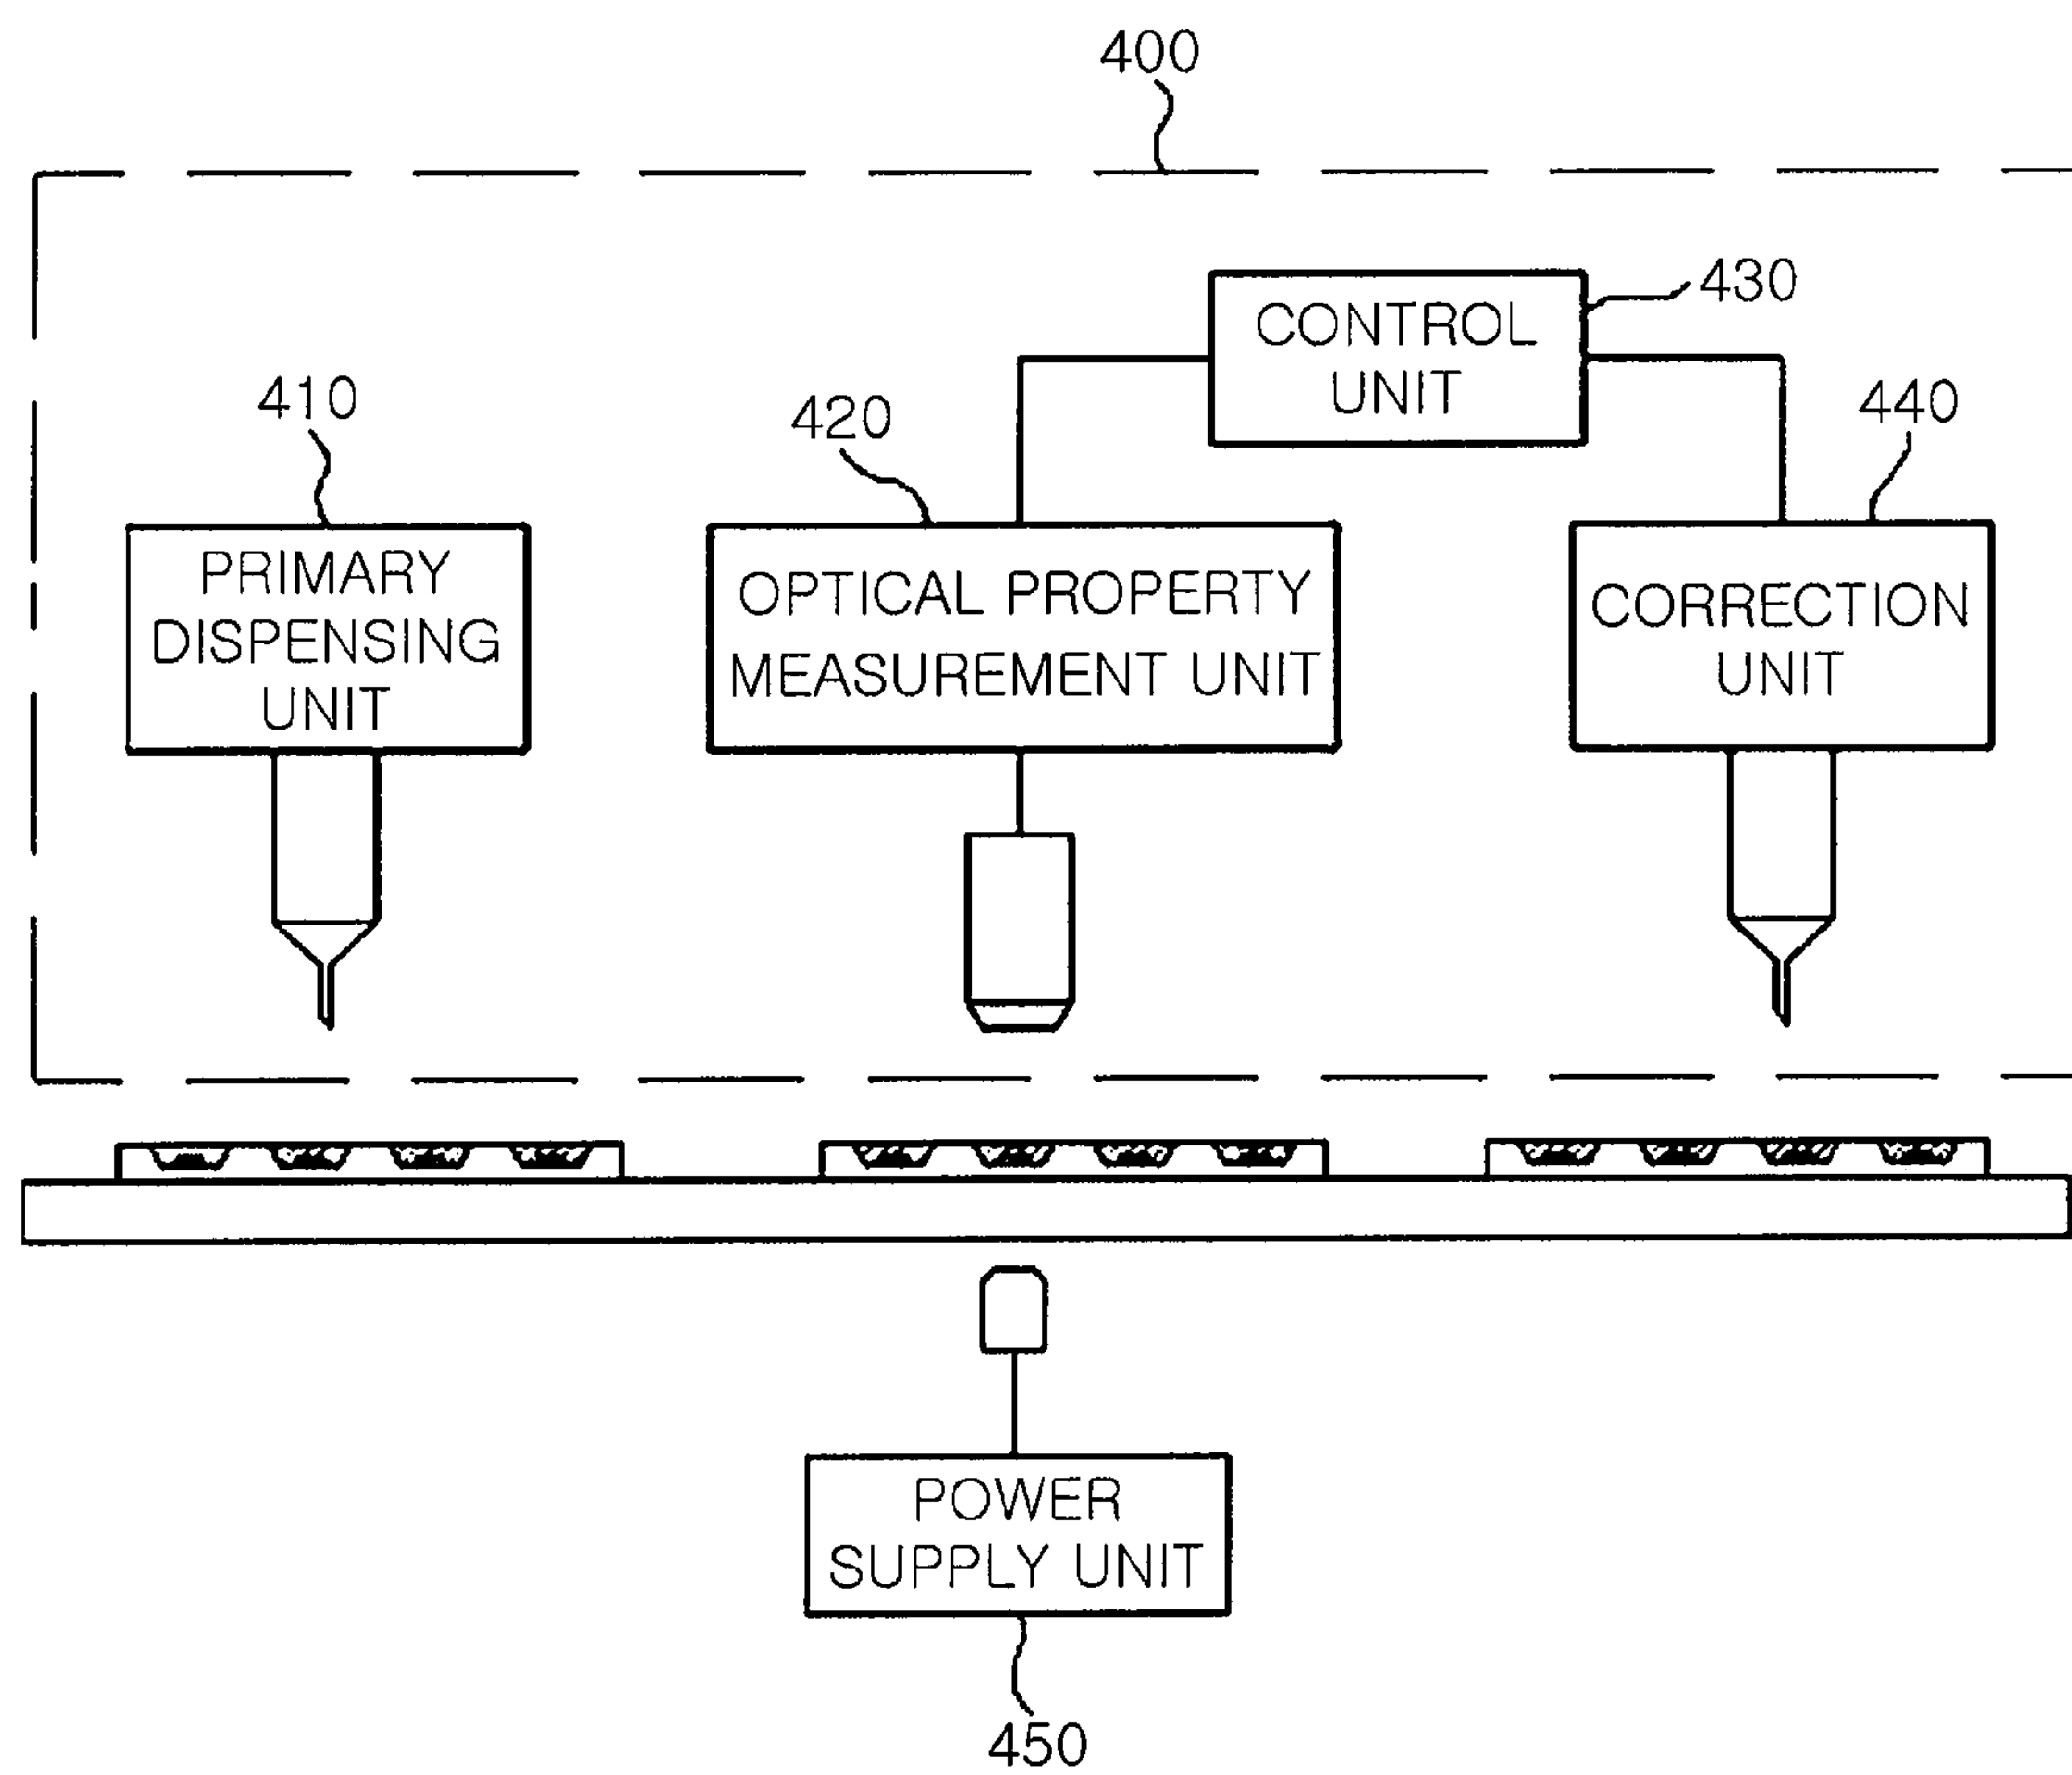 400
CONTROL
UNIT
430
410
420
440
PRIMARY
DISPENSING
UNIT
OPTICAL PROPERTY
MEASUREMENT UNIT
CORRECTION
UNIT
POWER
SUPPLY UNIT
450